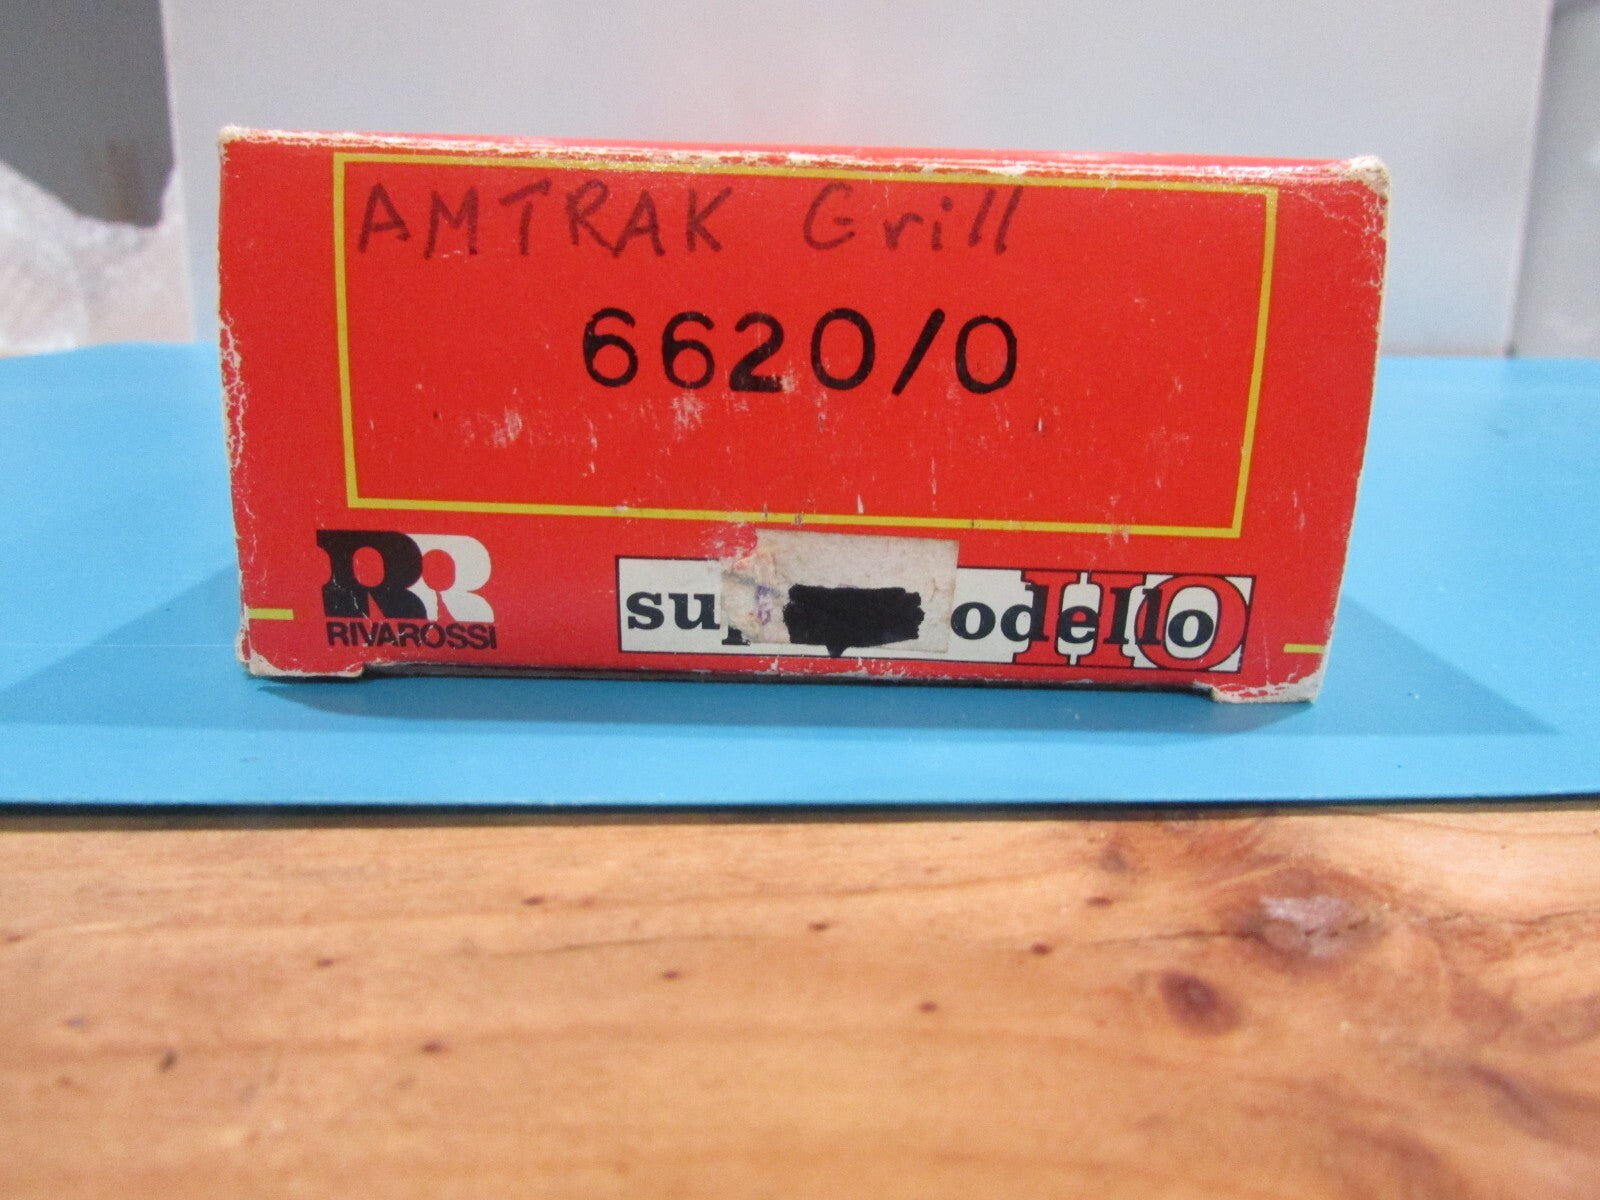 AMTRAK Grill
6620/0
RR
RIVAROSSI
HO